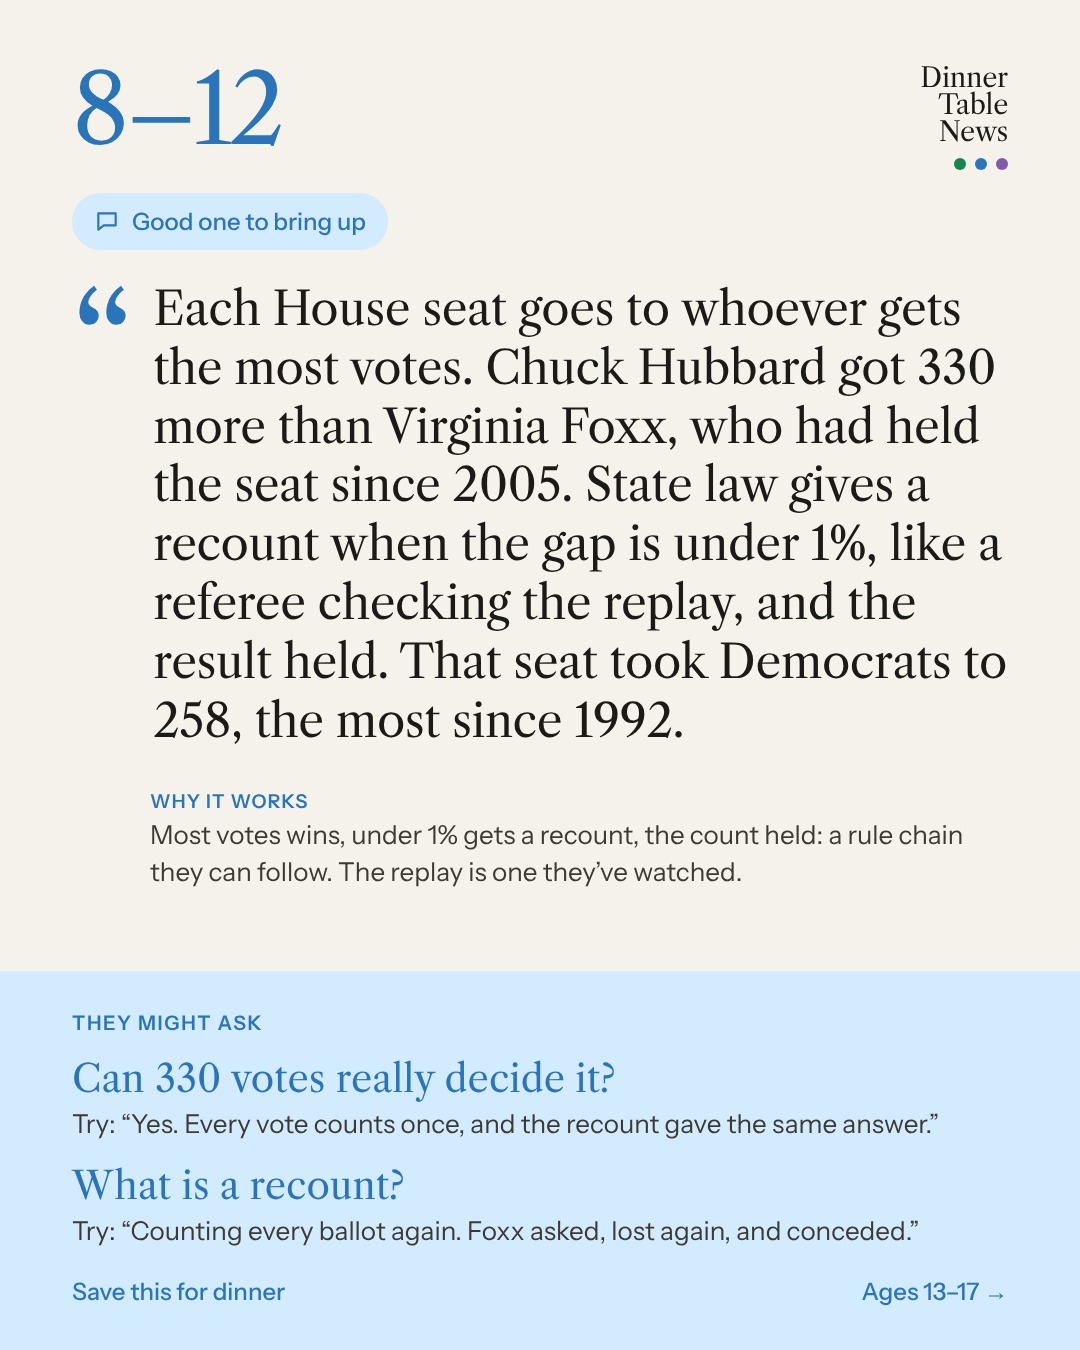 8–12
Dinner
Table
News
Good one to bring up
“ Each House seat goes to whoever gets
the most votes. Chuck Hubbard got 330
more than Virginia Foxx, who had held
the seat since 2005. State law gives a
recount when the gap is under 1%, like a
referee checking the replay, and the
result held. That seat took Democrats to
258, the most since 1992.
WHY IT WORKS
Most votes wins, under 1% gets a recount, the count held: a rule chain
they can follow. The replay is one they’ve watched.
THEY MIGHT ASK
Can 330 votes really decide it?
Try: “Yes. Every vote counts once, and the recount gave the same answer.”
What is a recount?
Try: “Counting every ballot again. Foxx asked, lost again, and conceded.”
Save this for dinner
Ages 13–17 →